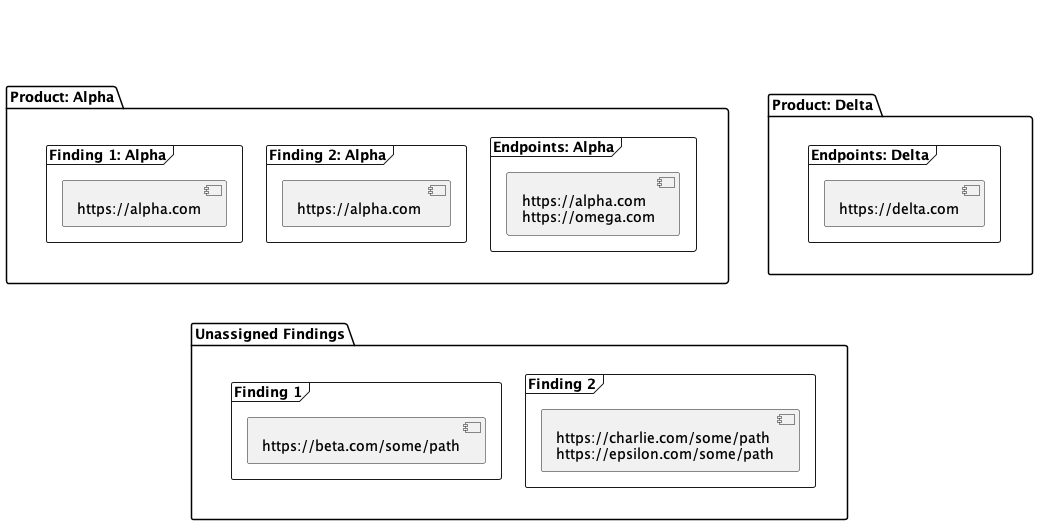 Product: Alpha
Finding 1: Alpha
https://alpha.com
Finding 2: Alpha
https://alpha.com
Endpoints: Alpha
https://alpha.com
https://omega.com
Product: Delta
Endpoints: Delta
https://delta.com
Unassigned Findings
Finding 1
https://beta.com/some/path
Finding 2
https://charlie.com/some/path
https://epsilon.com/some/path